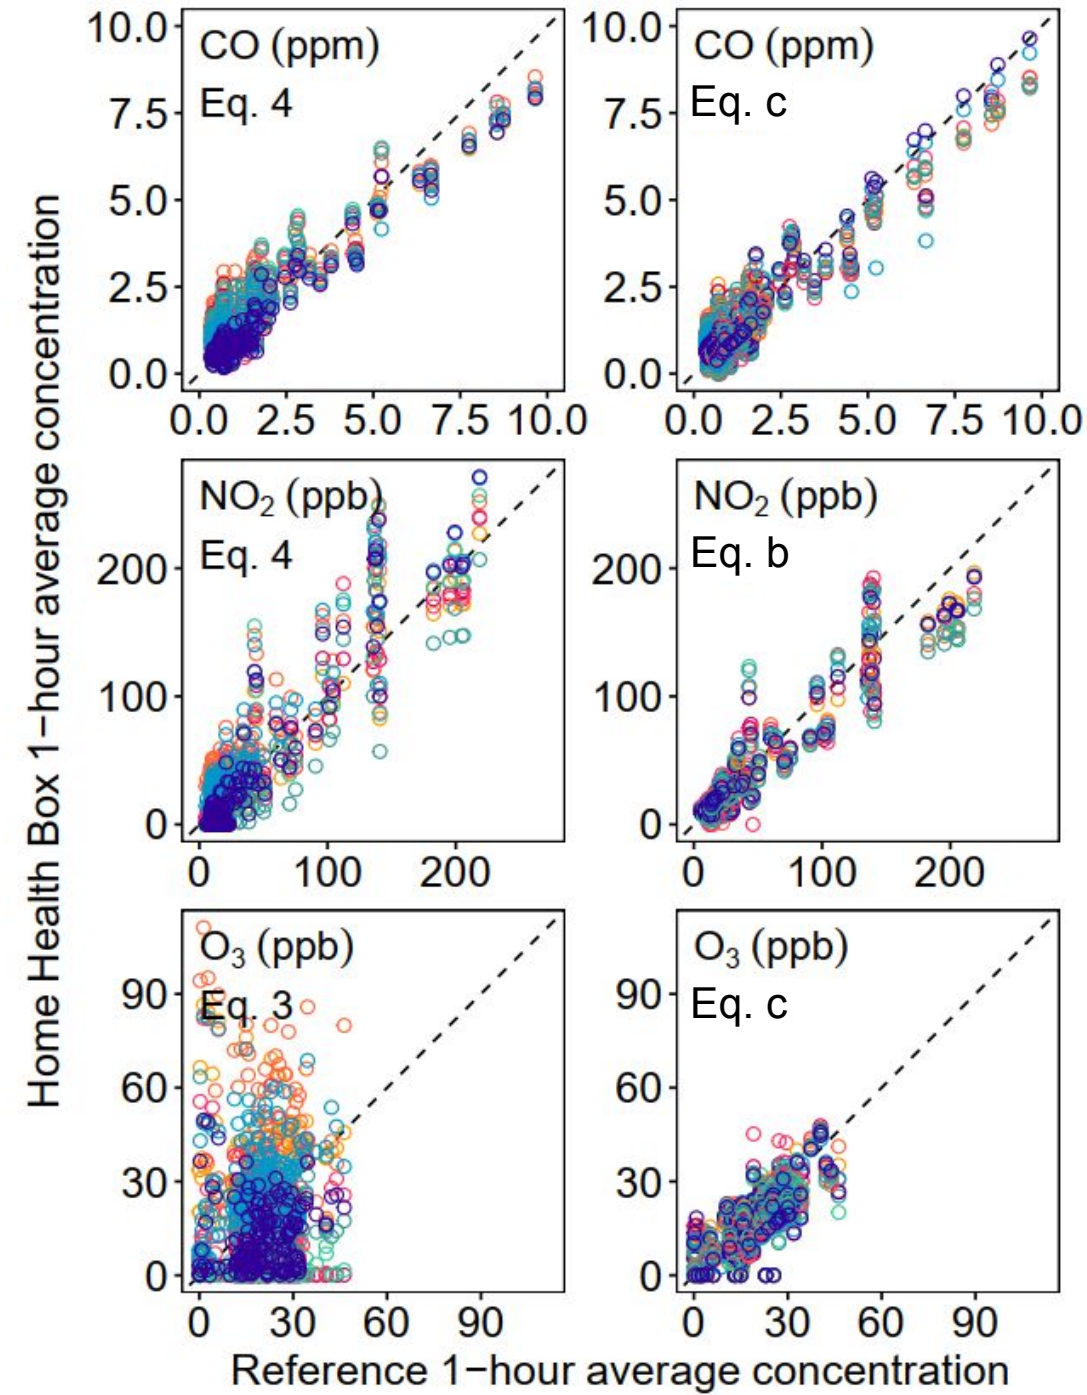 Home Health Box 1−hour average concentration
CO (ppm)
Eq. 4
10.0
7.5
5.0
2.5
0.0
0.0 2.5 5.0 7.5 10.0
CO (ppm)
Eq. c
10.0
7.5
5.0
2.5
0.0
0.0 2.5 5.0 7.5 10.0
NO₂ (ppb)
Eq. 4
200
100
0
0 100 200
NO₂ (ppb)
Eq. b
200
100
0
0 100 200
O₃ (ppb)
Eq. 3
90
60
30
0
0 30 60 90
O₃ (ppb)
Eq. c
90
60
30
0
0 30 60 90
Reference 1−hour average concentration